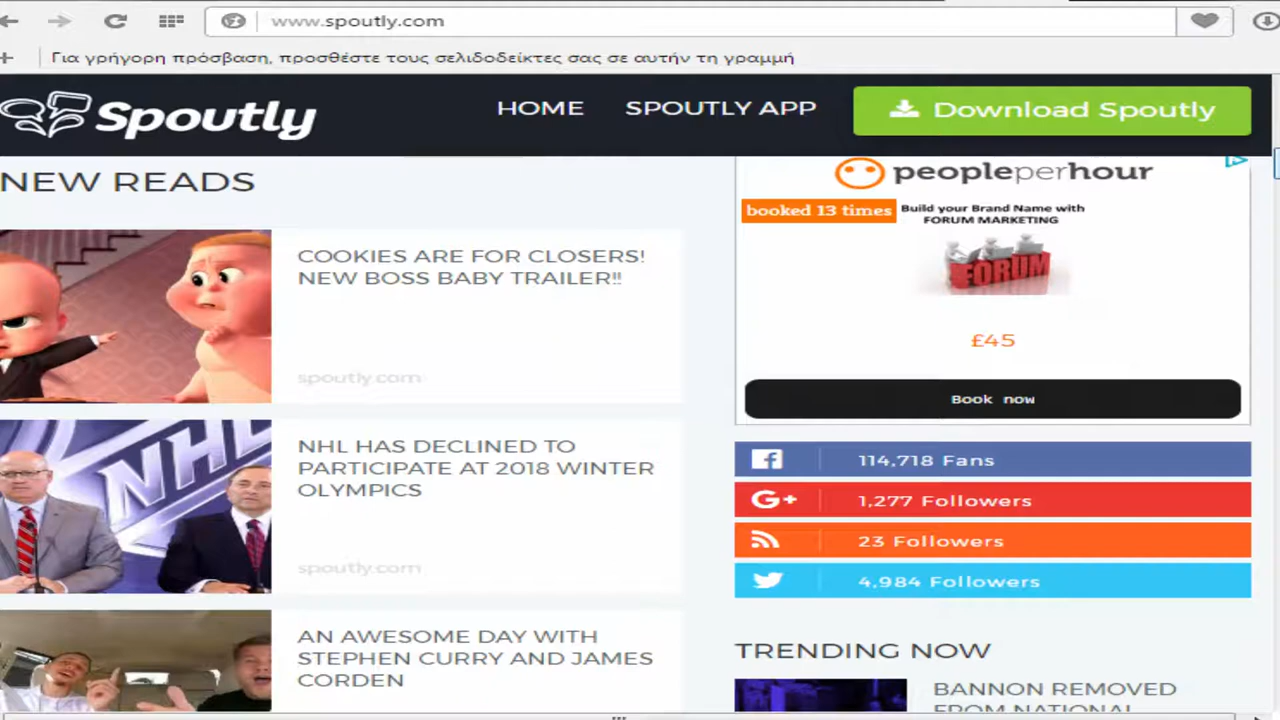 www.spoutly.com
Για γρήγορη πρόσβαση, προσθέστε τους σελιδοδείκτες σας σε αυτήν τη γραμμή
Spoutly
HOME
SPOUTLY APP
Download Spoutly
NEW READS
COOKIES ARE FOR CLOSERS!
NEW BOSS BABY TRAILER!!
spoutly.com
NHL
NHL HAS DECLINED TO
PARTICIPATE AT 2018 WINTER
OLYMPICS
spoutly.com
AN AWESOME DAY WITH
STEPHEN CURRY AND JAMES
CORDEN
peopleperhour
booked 13 times
Build your Brand Name with
FORUM MARKETING
FORUM
£45
Book now
114,718 Fans
G+ 1,277 Followers
23 Followers
4,984 Followers
TRENDING NOW
BANNON REMOVED
FROM NATIONAL